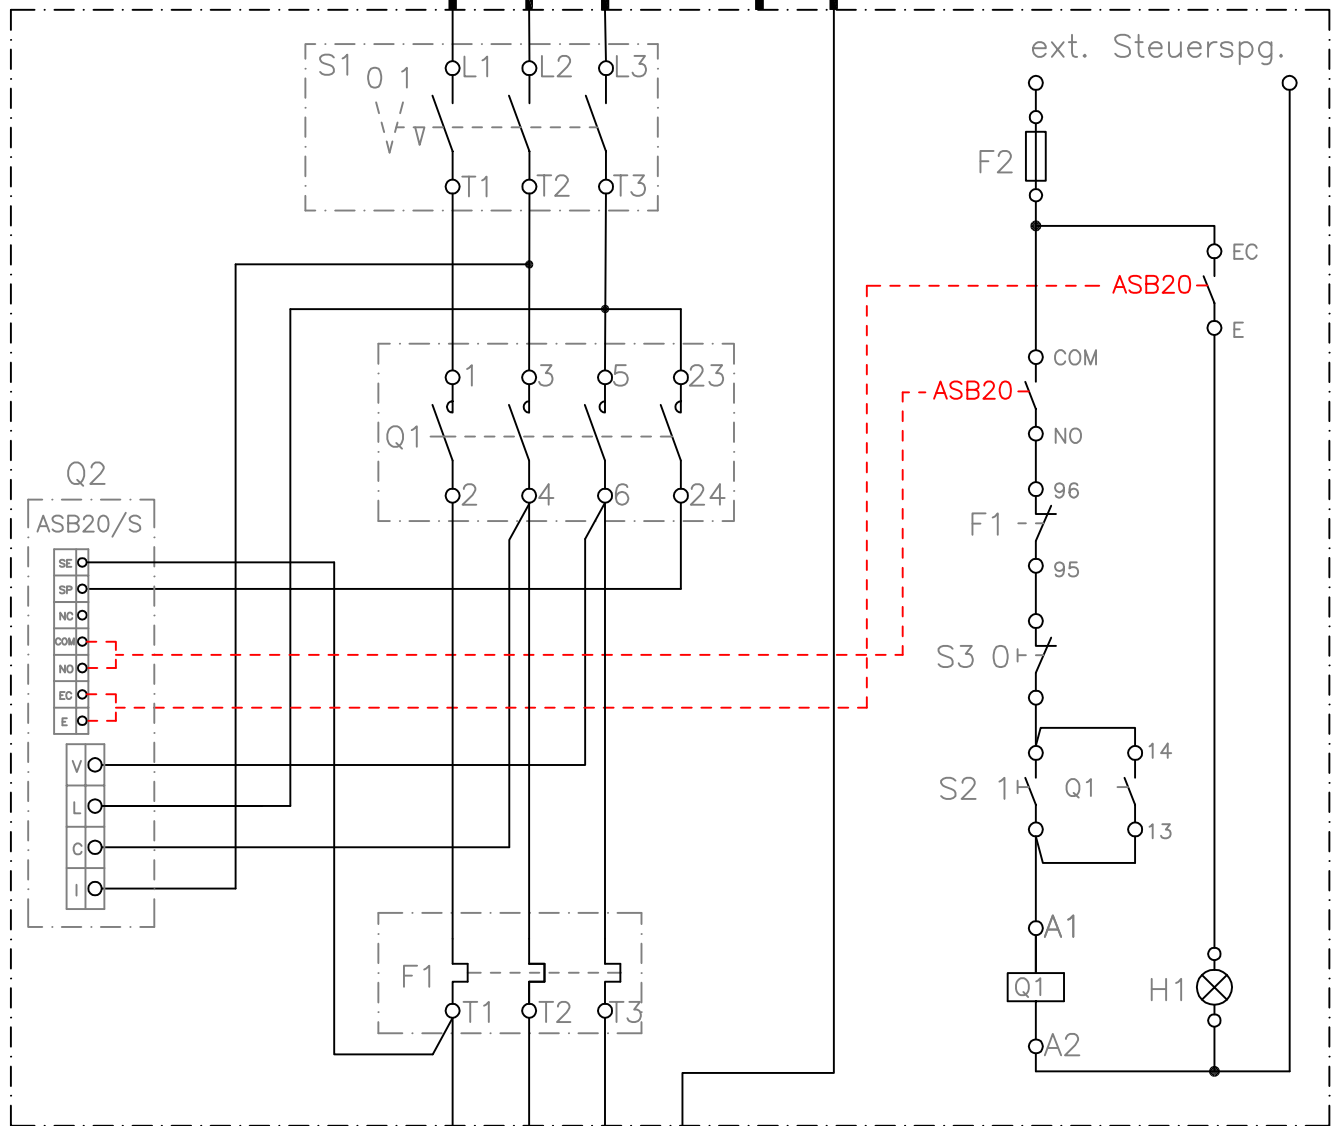 ext. Steuerspg.
S1
0 1
L1
L2
L3
T1
T2
T3
F2
EC
ASB20
E
COM
ASB20
NO
1
3
5
23
Q1
2
4
6
24
96
F1
95
Q2
ASB20/S
SE
SP
NC
COM
NO
EC
E
V
L
C
I
S3 0
14
S2 1
Q1
13
A1
Q1
H1
A2
F1
T1
T2
T3